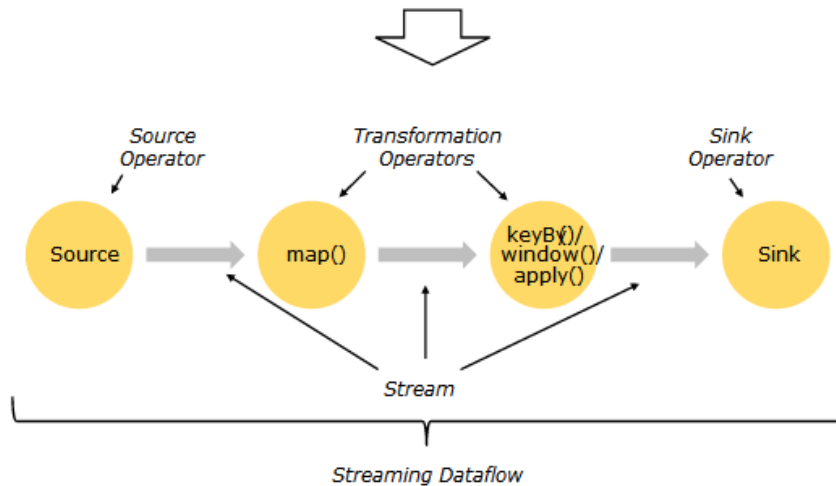 Source
Operator
Transformation
Operators
Sink
Operator
Source
map()
keyBy()/
window()/
apply()
Sink
Stream
Streaming Dataflow